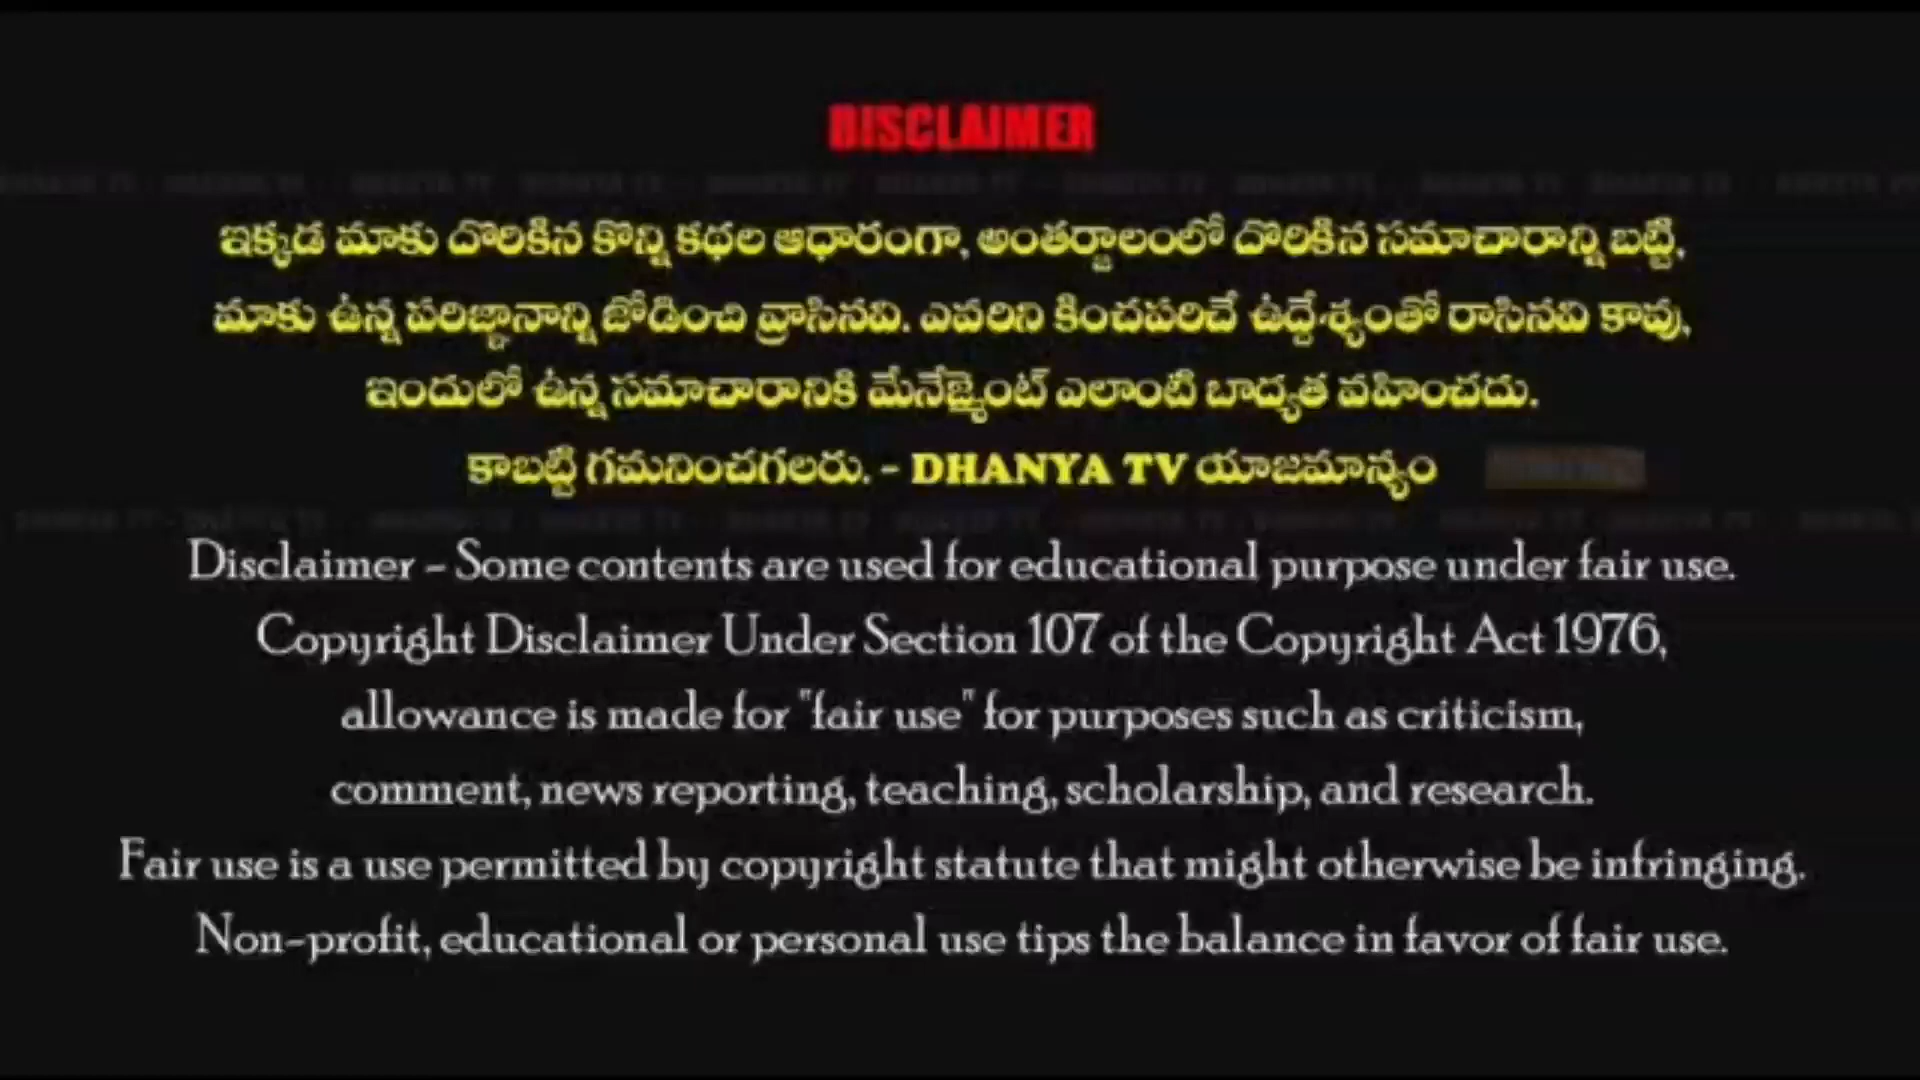 DISCLAIMER
ఇక్కడ మాకు దొరికిన కొన్ని కథల ఆధారంగా, అంతర్జాలంలో దొరికిన సమాచారాన్ని బట్టి,
మాకు ఉన్న పరిజ్ఞానాన్ని జోడించి వ్రాసినవి. ఎవరిని కించపరిచే ఉద్దేశ్యంతో రాసినవి కావు,
ఇందులో ఉన్న సమాచారానికి మేనేజ్మెంట్ ఎలాంటి బాద్యత వహించదు.
కాబట్టి గమనించగలరు. - DHANYA TV యాజమాన్యం
Disclaimer - Some contents are used for educational purpose under fair use.
Copyright Disclaimer Under Section 107 of the Copyright Act 1976,
allowance is made for "fair use" for purposes such as criticism,
comment, news reporting, teaching, scholarship, and research.
Fair use is a use permitted by copyright statute that might otherwise be infringing.
Non-profit, educational or personal use tips the balance in favor of fair use.